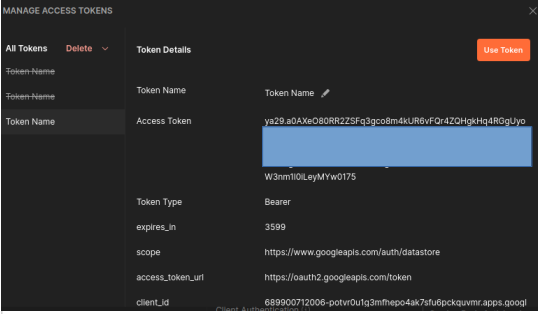 MANAGE ACCESS TOKENS
All Tokens Delete
Token Details
Use Token
Token Name
Token Name
Token Name
Token Name Token Name
Access Token ya29.a0AXeO80RR2ZSFq3gco8m4kUR6vFQr4ZQHgkHq4RGgUyo
W3nm1I0iLeyMYw0175
Token Type Bearer
expires_in 3599
scope https://www.googleapis.com/auth/datastore
access_token_url https://oauth2.googleapis.com/token
client_id 689900712006-potvr0u1g3mfhepo4ak7sfu6pckquvmr.apps.googl
Client Authentication